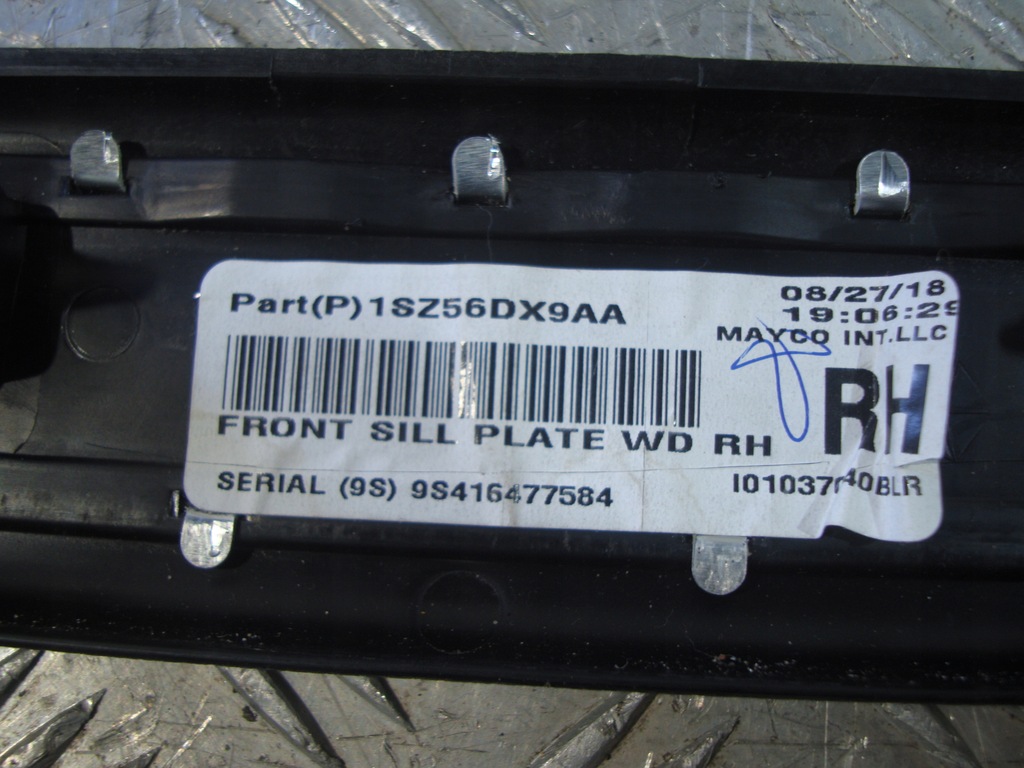 Part(P) 1SZ56DX9AA
08/27/18
19:06:29
MAYCO INT.LLC
RH
FRONT SILL PLATE WD RH
SERIAL (9S) 9S416477584